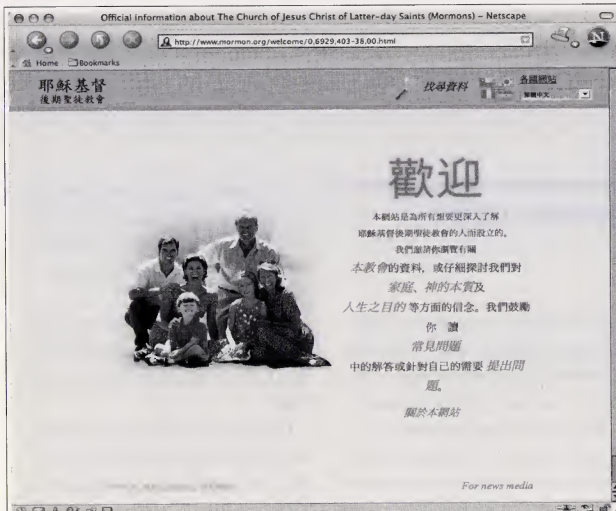 Official information about The Church of Jesus Christ of Latter-day Saints (Mormons) – Netscape
http://www.mormon.org/welcome/0,6929,403-38,00.html
Home Bookmarks
耶穌基督
後期聖徒教會
找尋資料
各國網站
繁體中文
歡迎
本網站是為所有想要更深入了解
耶穌基督後期聖徒教會的人而設立的。
我們邀請你瀏覽有關
本教會的資料，或仔細探討我們對
家庭、神的本質及
人生之目的等方面的信念。我們鼓勵
你 讀
常見問題
中的解答或針對自己的需要 提出問
題。
關於本網站
For news media